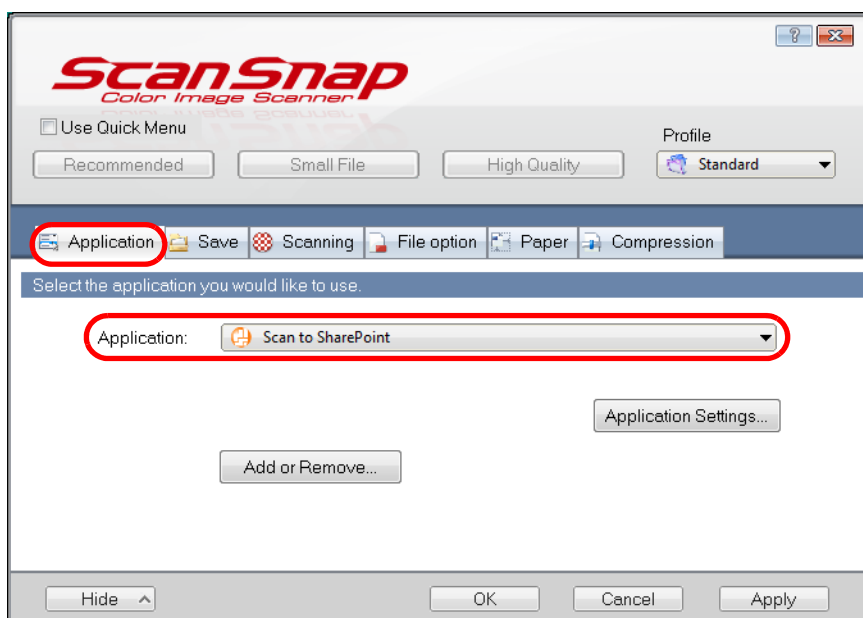 ScanSnap
Color Image Scanner
Use Quick Menu
Profile
Recommended Small File High Quality Standard
Application Save Scanning File option Paper Compression
Select the application you would like to use.
Application: Scan to SharePoint
Application Settings...
Add or Remove...
Hide OK Cancel Apply